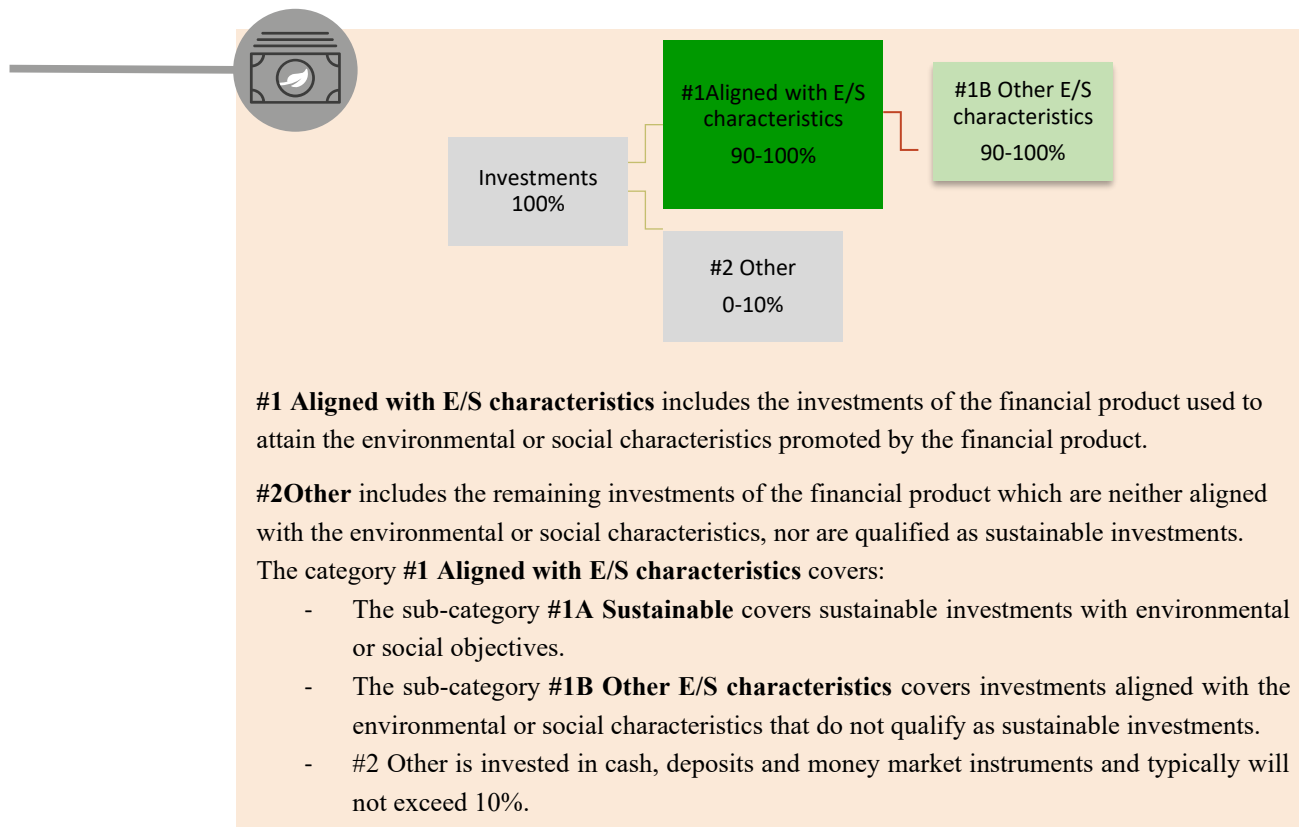 #1Aligned with E/S
characteristics
90-100%
#1B Other E/S
characteristics
90-100%
Investments
100%
#2 Other
0-10%
#1 Aligned with E/S characteristics includes the investments of the financial product used to
attain the environmental or social characteristics promoted by the financial product.
#2Other includes the remaining investments of the financial product which are neither aligned
with the environmental or social characteristics, nor are qualified as sustainable investments.
The category #1 Aligned with E/S characteristics covers:
- The sub-category #1A Sustainable covers sustainable investments with environmental
or social objectives.
- The sub-category #1B Other E/S characteristics covers investments aligned with the
environmental or social characteristics that do not qualify as sustainable investments.
- #2 Other is invested in cash, deposits and money market instruments and typically will
not exceed 10%.